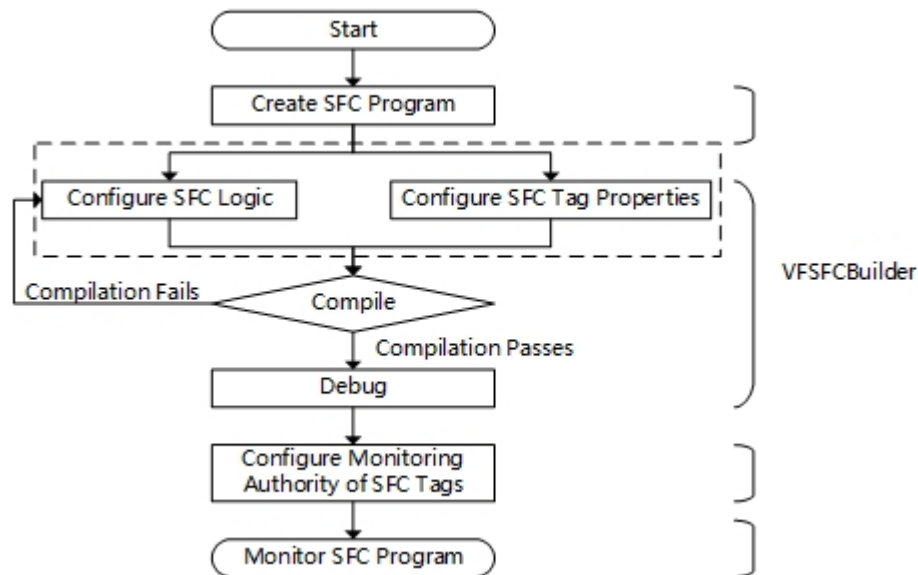 Start
Create SFC Program
Configure SFC Logic
Configure SFC Tag Properties
VFSFCBuilder
Compilation Fails
Compile
Compilation Passes
Debug
Configure Monitoring
Authority of SFC Tags
Monitor SFC Program